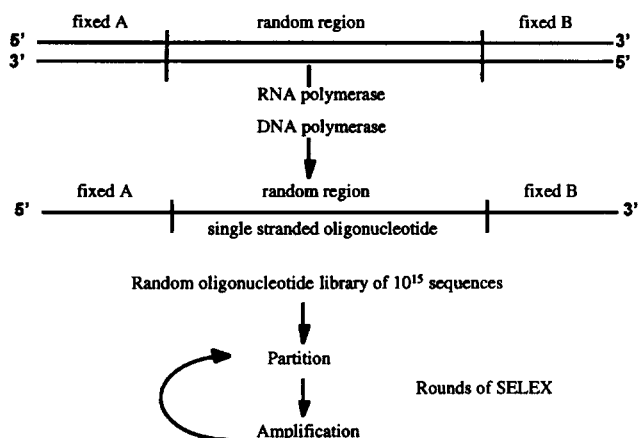 fixed A random region fixed B
5' 3'
3' 5'
RNA polymerase
DNA polymerase
fixed A random region fixed B
5' 3'
single stranded oligonucleotide
Random oligonucleotide library of 10¹⁵ sequences
Partition
Rounds of SELEX
Amplification